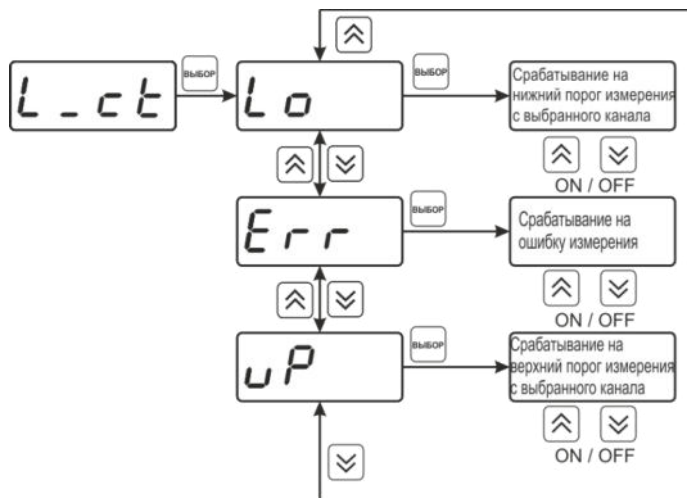 L_ct
ВЫБОР
Lo
ВЫБОР
Срабатывание на
нижний порог измерения
с выбранного канала
ON / OFF
Err
ВЫБОР
Срабатывание на
ошибку измерения
ON / OFF
uP
ВЫБОР
Срабатывание на
верхний порог измерения
с выбранного канала
ON / OFF